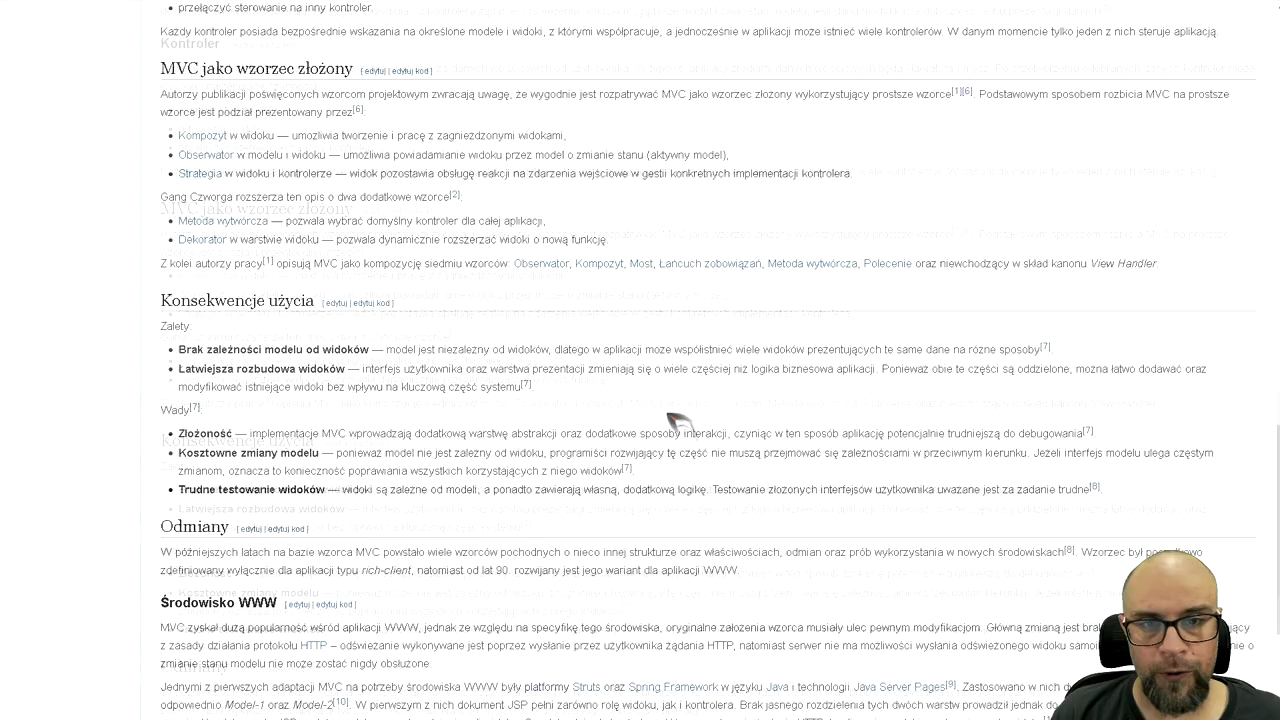 przełączyć sterowanie na inny kontroler.
Każdy kontroler posiada bezpośrednie wskazania na określone modele i widoki, z którymi współpracuje, a jednocześnie w aplikacji może istnieć wiele kontrolerów. W danym momencie tylko jeden z nich steruje aplikacją.
Kontroler
MVC jako wzorzec złożony [ edytuj | edytuj kod ]
Autorzy publikacji poświęconych wzorcom projektowym zwracają uwagę, że wygodnie jest rozpatrywać MVC jako wzorzec złożony wykorzystujący prostsze wzorce[1][6]. Podstawowym sposobem rozbicia MVC na prostsze
wzorce jest podział prezentowany przez[6]:
• Kompozyt w widoku — umożliwia tworzenie i pracę z zagnieżdżonymi widokami,
• Obserwator w modelu i widoku — umożliwia powiadamianie widoku przez model o zmianie stanu (aktywny model),
• Strategia w widoku i kontrolerze — widok pozostawia obsługę reakcji na zdarzenia wejściowe w gestii konkretnych implementacji kontrolera.
Gang Czworga rozszerza ten opis o dwa dodatkowe wzorce[2]:
MVC jako wzorzec złożony
• Metoda wytwórcza — pozwala wybrać domyślny kontroler dla całej aplikacji,
• Dekorator w warstwie widoku — pozwala dynamicznie rozszerzać widoki o nową funkcję.
Z kolei autorzy pracy[1] opisują MVC jako kompozycję siedmiu wzorców: Obserwator, Kompozyt, Most, Łańcuch zobowiązań, Metoda wytwórcza, Polecenie oraz niewchodzący w skład kanonu View Handler.
Konsekwencje użycia [ edytuj | edytuj kod ]
Zalety:
• Brak zależności modelu od widoków — model jest niezależny od widoków, dlatego w aplikacji może współistnieć wiele widoków prezentujących te same dane na różne sposoby[7].
• Łatwiejsza rozbudowa widoków — interfejs użytkownika oraz warstwa prezentacji zmieniają się o wiele częściej niż logika biznesowa aplikacji. Ponieważ obie te części są oddzielone, można łatwo dodawać oraz
modyfikować istniejące widoki bez wpływu na kluczową część systemu[7].
Wady[7]:
• Złożoność — implementacje MVC wprowadzają dodatkową warstwę abstrakcji oraz dodatkowe sposoby interakcji, czyniąc w ten sposób aplikację potencjalnie trudniejszą do debugowania[7].
Konsekwencje użycia
• Kosztowne zmiany modelu — ponieważ model nie jest zależny od widoku, programiści rozwijający tę część nie muszą przejmować się zależnościami w przeciwnym kierunku. Jeżeli interfejs modelu ulega częstym
zmianom, oznacza to konieczność poprawiania wszystkich korzystających z niego widoków[7].
• Trudne testowanie widoków — widoki są zależne od modeli, a ponadto zawierają własną, dodatkową logikę. Testowanie złożonych interfejsów użytkownika uważane jest za zadanie trudne[8].
Łatwiejsza rozbudowa widoków
Odmiany [ edytuj | edytuj kod ]
W późniejszych latach na bazie wzorca MVC powstało wiele wzorców pochodnych o nieco innej strukturze oraz właściwościach, odmian oraz prób wykorzystania w nowych środowiskach[8]. Wzorzec był
zdefiniowany wyłącznie dla aplikacji typu rich-client, natomiast od lat 90. rozwijany jest jego wariant dla aplikacji WWW.
Kosztowne zmiany modelu
Środowisko WWW [ edytuj | edytuj kod ]
MVC zyskał dużą popularność wśród aplikacji WWW, jednak ze względu na specyfikę tego środowiska, oryginalne założenia wzorca musiały ulec pewnym modyfikacjom. Główną zmianą jest
z zasady działania protokołu HTTP – odświeżanie wykonywane jest poprzez wysłanie przez użytkownika żądania HTTP, natomiast serwer nie ma możliwości wysłania odświeżonego widoku
zmianie stanu modelu nie może zostać nigdy obsłużone.
Jednymi z pierwszych adaptacji MVC na potrzeby środowiska WWW były platformy Struts oraz Spring Framework w języku Java i technologii Java Server Pages[9]. Zastosowano w nich
odpowiednio Model-1 oraz Model-2[10]. W pierwszym z nich dokument JSP pełni zarówno rolę widoku, jak i kontrolera. Brak jasnego rozdzielenia tych dwóch warstw prowadził jednak do